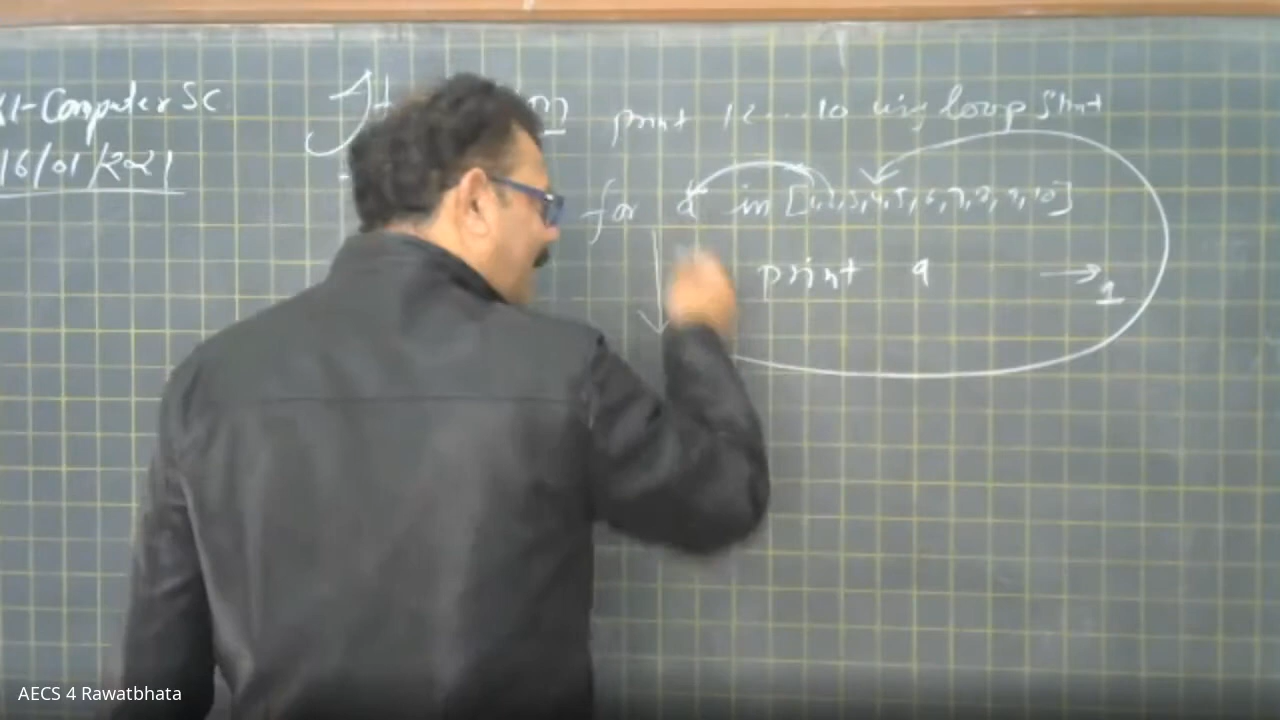 XI-Computer SC
16/01/2021
print 12....10 using loop Stmt
for a in [1,2,3,4,5,6,7,8,9,10]
print a
1
AECS 4 Rawatbhata